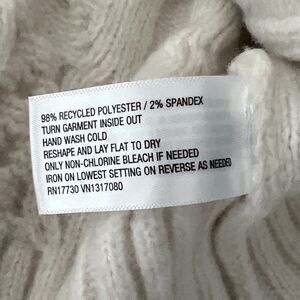 98% RECYCLED POLYESTER / 2% SPANDEX
TURN GARMENT INSIDE OUT
HAND WASH COLD
RESHAPE AND LAY FLAT TO DRY
ONLY NON-CHLORINE BLEACH IF NEEDED
IRON ON LOWEST SETTING ON REVERSE AS NEEDED
RN17730 VN1317080